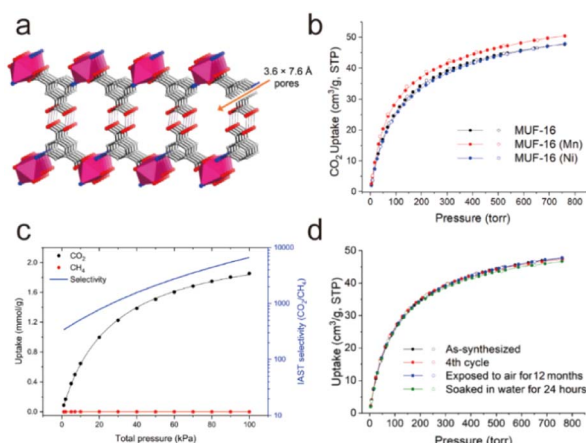 a
3.6 × 7.6 Å
pores
b
CO2 Uptake (cm3/g, STP)
60
50
40
30
20
10
0
MUF-16
MUF-16 (Mn)
MUF-16 (Ni)
0 100 200 300 400 500 600 700 800
Pressure (torr)
c
Uptake (mmol/g)
2.0
1.6
1.2
0.8
0.4
0.0
CO2
CH4
Selectivity
10000
1000
100
10
IAST selectivity (CO2/CH4)
0 20 40 60 80 100
Total pressure (kPa)
d
CO2 Uptake (cm3/g, STP)
60
50
40
30
20
10
0
As-synthesized
4th cycle
Exposed to air for 12 months
Soaked in water for 24 hours
0 100 200 300 400 500 600 700 800
Pressure (torr)